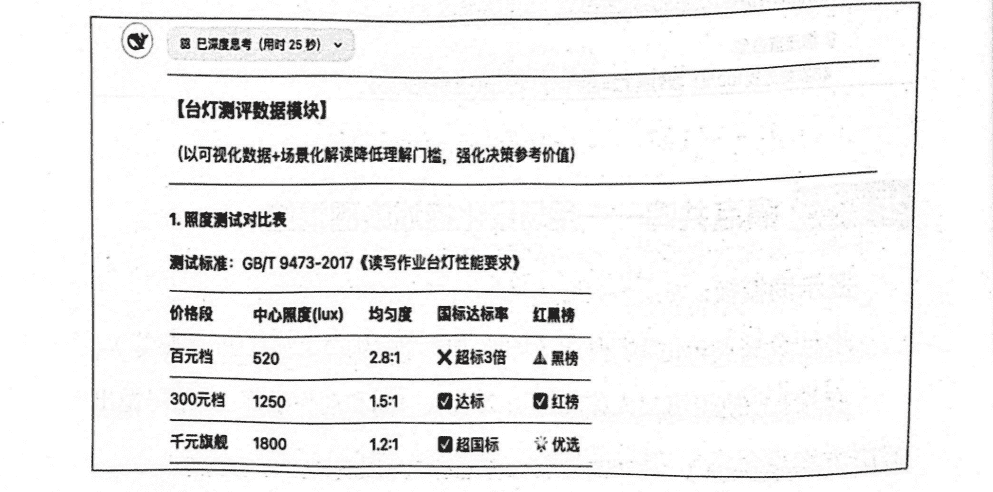 已深度思考（用时 25 秒）
【台灯测评数据模块】
（以可视化数据+场景化解读降低理解门槛，强化决策参考价值）
1. 照度测试对比表
测试标准：GB/T 9473-2017《读写作业台灯性能要求》
价格段 中心照度(lux) 均匀度 国标达标率 红黑榜
百元档 520 2.8:1 ❌超标3倍 ⚠黑榜
300元档 1250 1.5:1 ✅达标 ✅红榜
千元旗舰 1800 1.2:1 ✅超国标 🌟优选